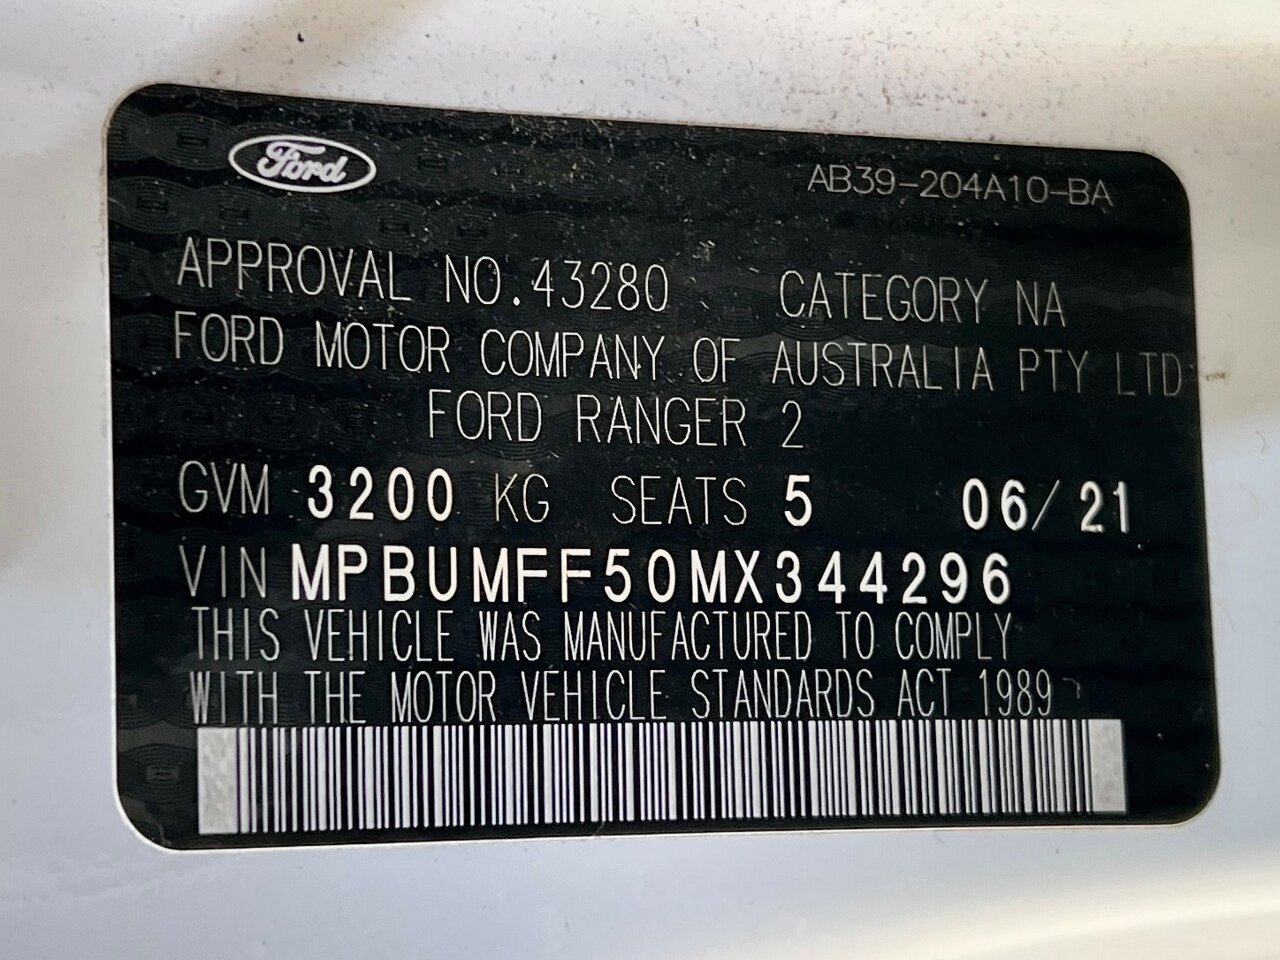 Ford
AB39-204A10-BA
APPROVAL NO.43280 CATEGORY NA
FORD MOTOR COMPANY OF AUSTRALIA PTY LTD
FORD RANGER 2
GVM 3200 KG SEATS 5 06/21
VIN MPBUMFF50MX344296
THIS VEHICLE WAS MANUFACTURED TO COMPLY
WITH THE MOTOR VEHICLE STANDARDS ACT 1989